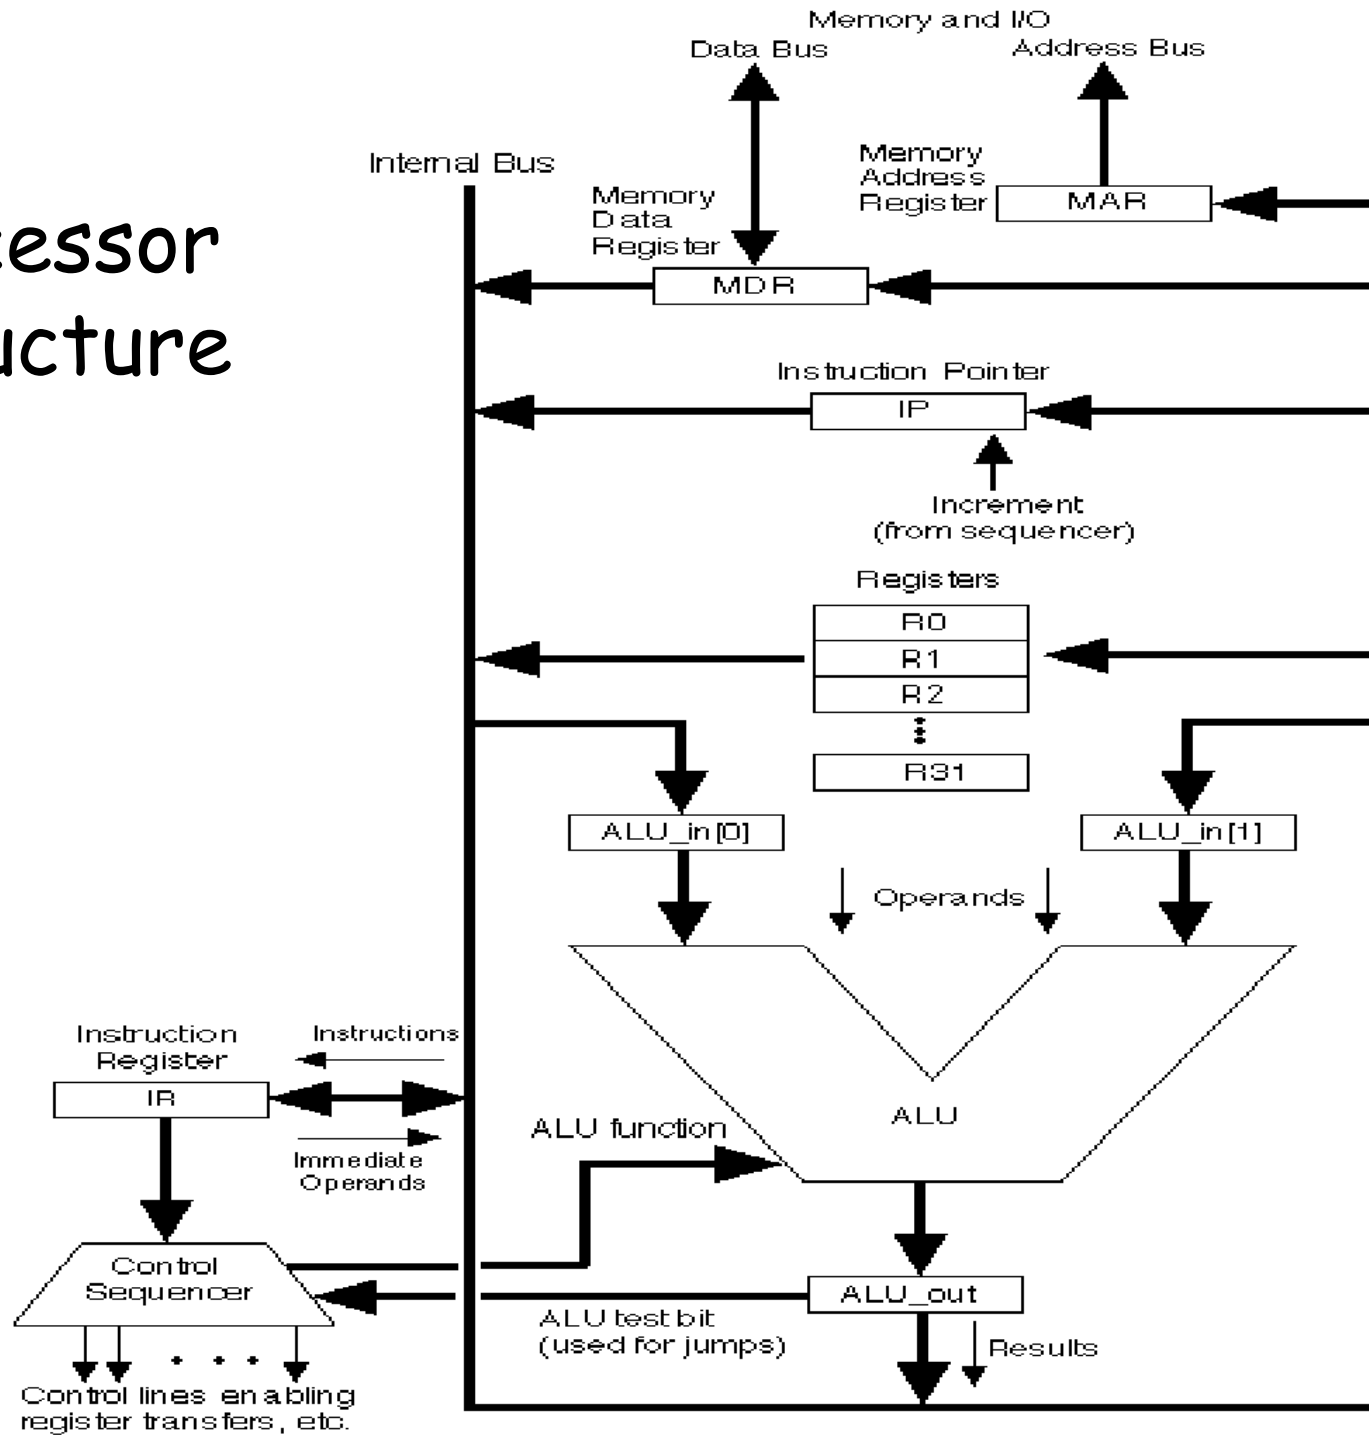 Memory and I/O
Data Bus
Address Bus
Internal Bus
Memory
Address
Register
MAR
Memory
Data
Register
MDR
cessor
ucture
Instruction Pointer
IP
Increment
(from sequencer)
Registers
R0
R1
R2
R31
ALU_in[0]
ALU_in[1]
Operands
Instruction
Register
Instructions
IR
Immediate
Operands
ALU function
ALU
Control
Sequencer
ALU_out
ALU test bit
(used for jumps)
Results
Control lines enabling
register transfers, etc.